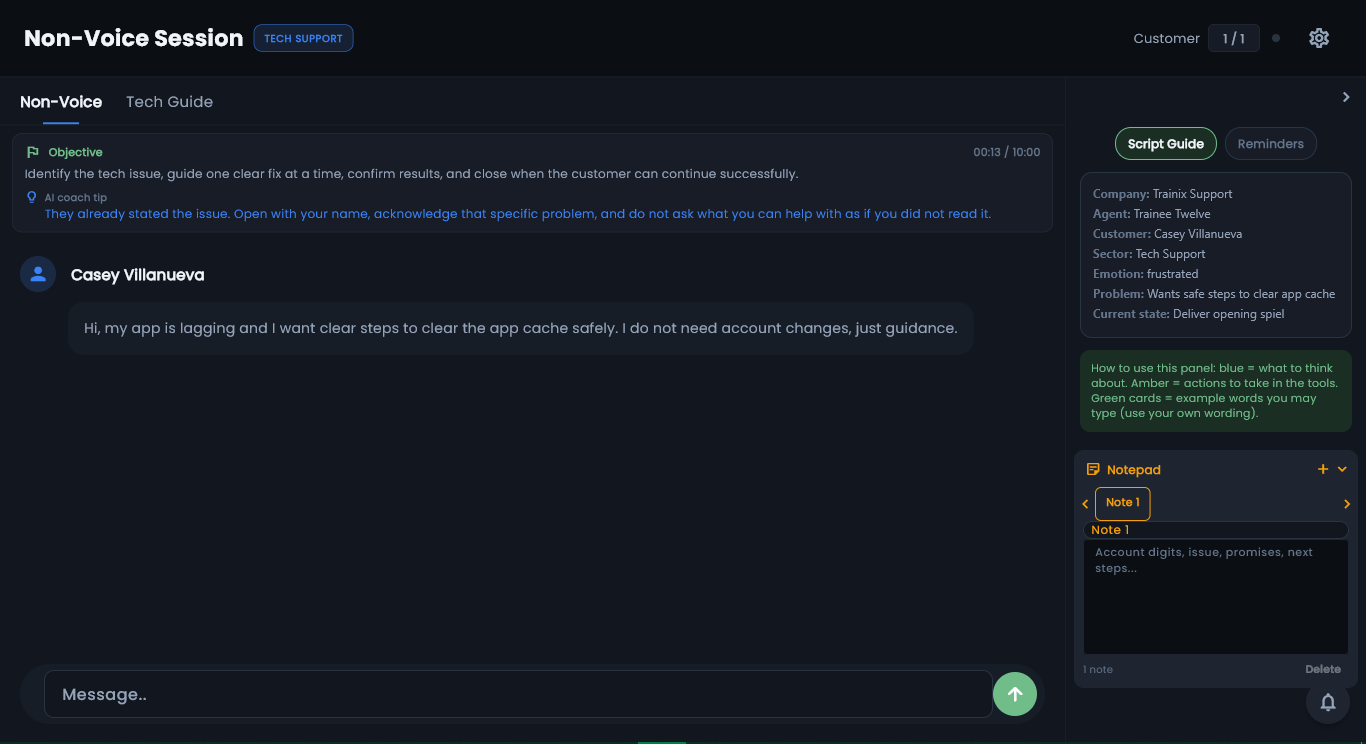 Non-Voice Session
TECH SUPPORT
Customer
1 / 1
Non-Voice
Tech Guide
Objective
00:13 / 10:00
Identify the tech issue, guide one clear fix at a time, confirm results, and close when the customer can continue successfully.
AI coach tip
They already stated the issue. Open with your name, acknowledge that specific problem, and do not ask what you can help with as if you did not read it.
Casey Villanueva
Hi, my app is lagging and I want clear steps to clear the app cache safely. I do not need account changes, just guidance.
Message..
Script Guide
Reminders
Company: Trainix Support
Agent: Trainee Twelve
Customer: Casey Villanueva
Sector: Tech Support
Emotion: frustrated
Problem: Wants safe steps to clear app cache
Current state: Deliver opening spiel
How to use this panel: blue = what to think
about. Amber = actions to take in the tools.
Green cards = example words you may
type (use your own wording).
Notepad
Note 1
Note 1
Account digits, issue, promises, next
steps...
1 note
Delete